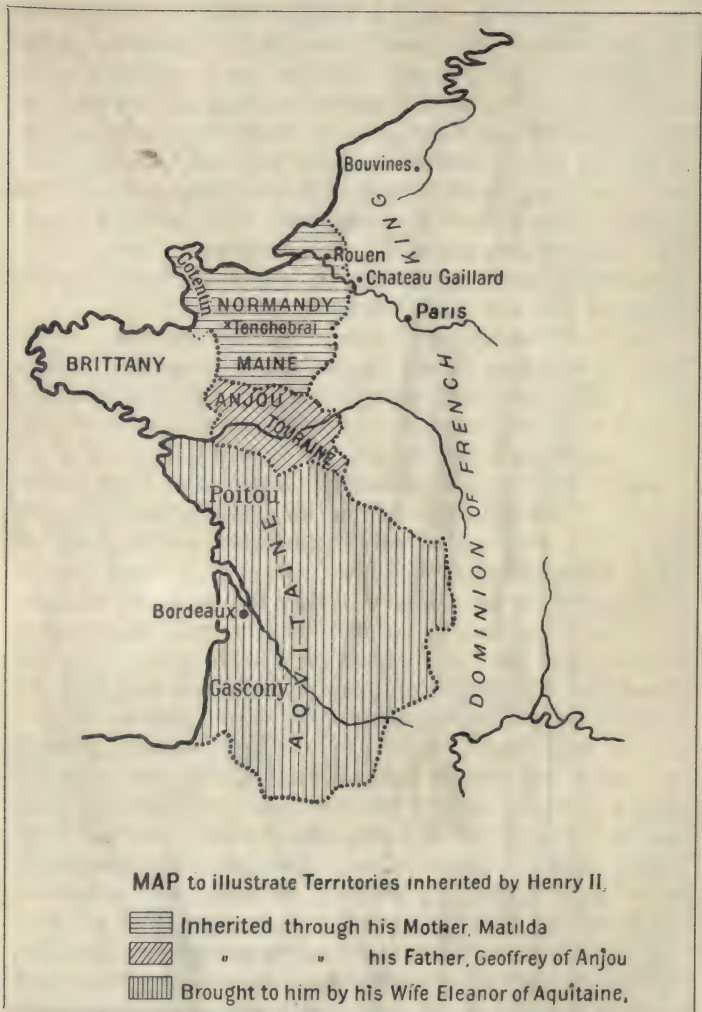 Bouvines
KING
Rouen
Cotentin
Chateau Gaillard
NORMANDY
Paris
Tenchebrai
BRITTANY
MAINE
ANJOU
TOURAINE
DOMINION OF FRENCH
Poitou
AQVITAINE
Bordeaux
Gascony
MAP to illustrate Territories inherited by Henry II.
Inherited through his Mother, Matilda
" " his Father, Geoffrey of Anjou
Brought to him by his Wife Eleanor of Aquitaine.